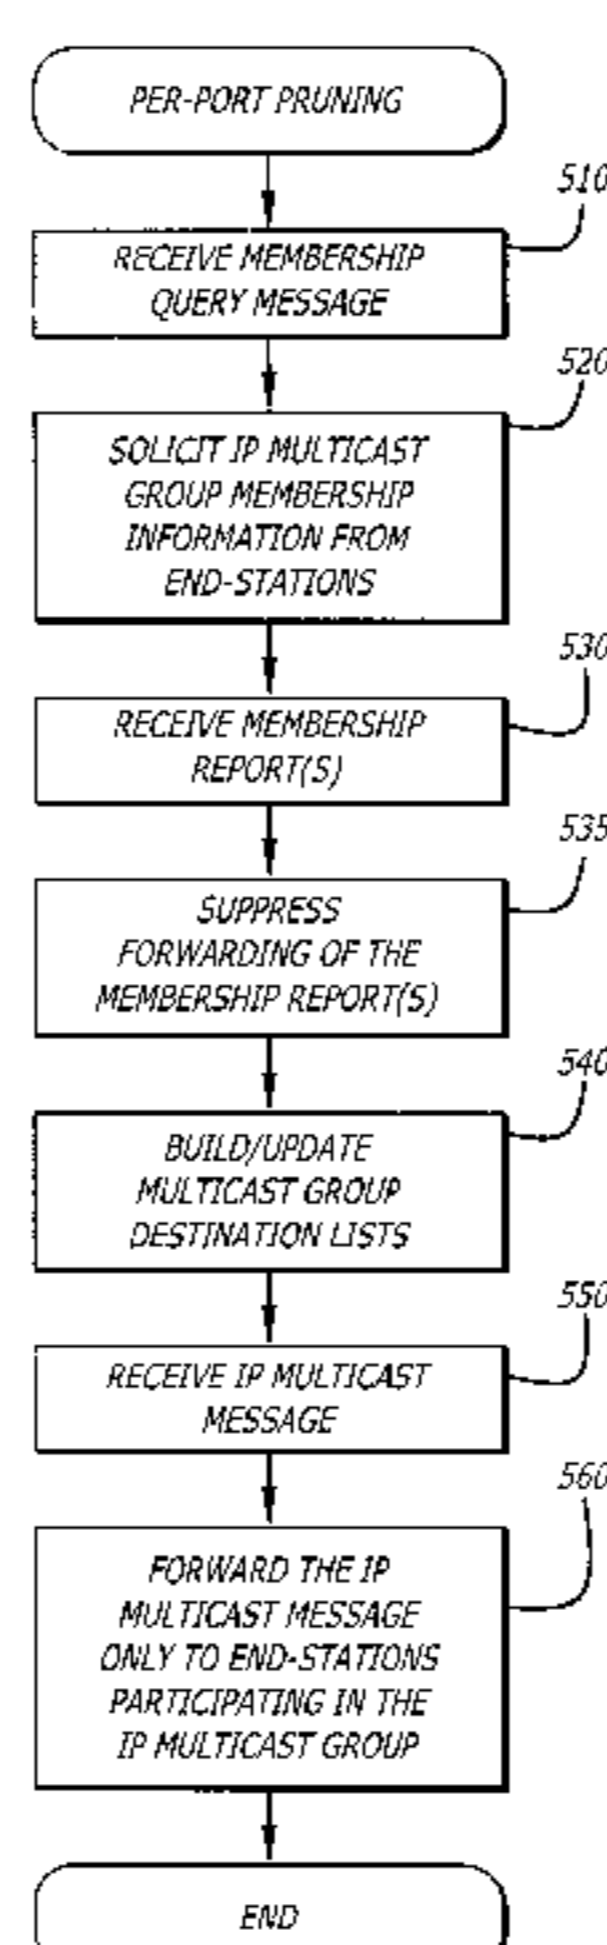 PER-PORT PRUNING
510
RECEIVE MEMBERSHIP
QUERY MESSAGE
520
SOLICIT IP MULTICAST
GROUP MEMBERSHIP
INFORMATION FROM
END-STATIONS
530
RECEIVE MEMBERSHIP
REPORT(S)
535
SUPPRESS
FORWARDING OF THE
MEMBERSHIP REPORT(S)
540
BUILD/UPDATE
MULTICAST GROUP
DESTINATION LISTS
550
RECEIVE IP MULTICAST
MESSAGE
560
FORWARD THE IP
MULTICAST MESSAGE
ONLY TO END-STATIONS
PARTICIPATING IN THE
IP MULTICAST GROUP
END